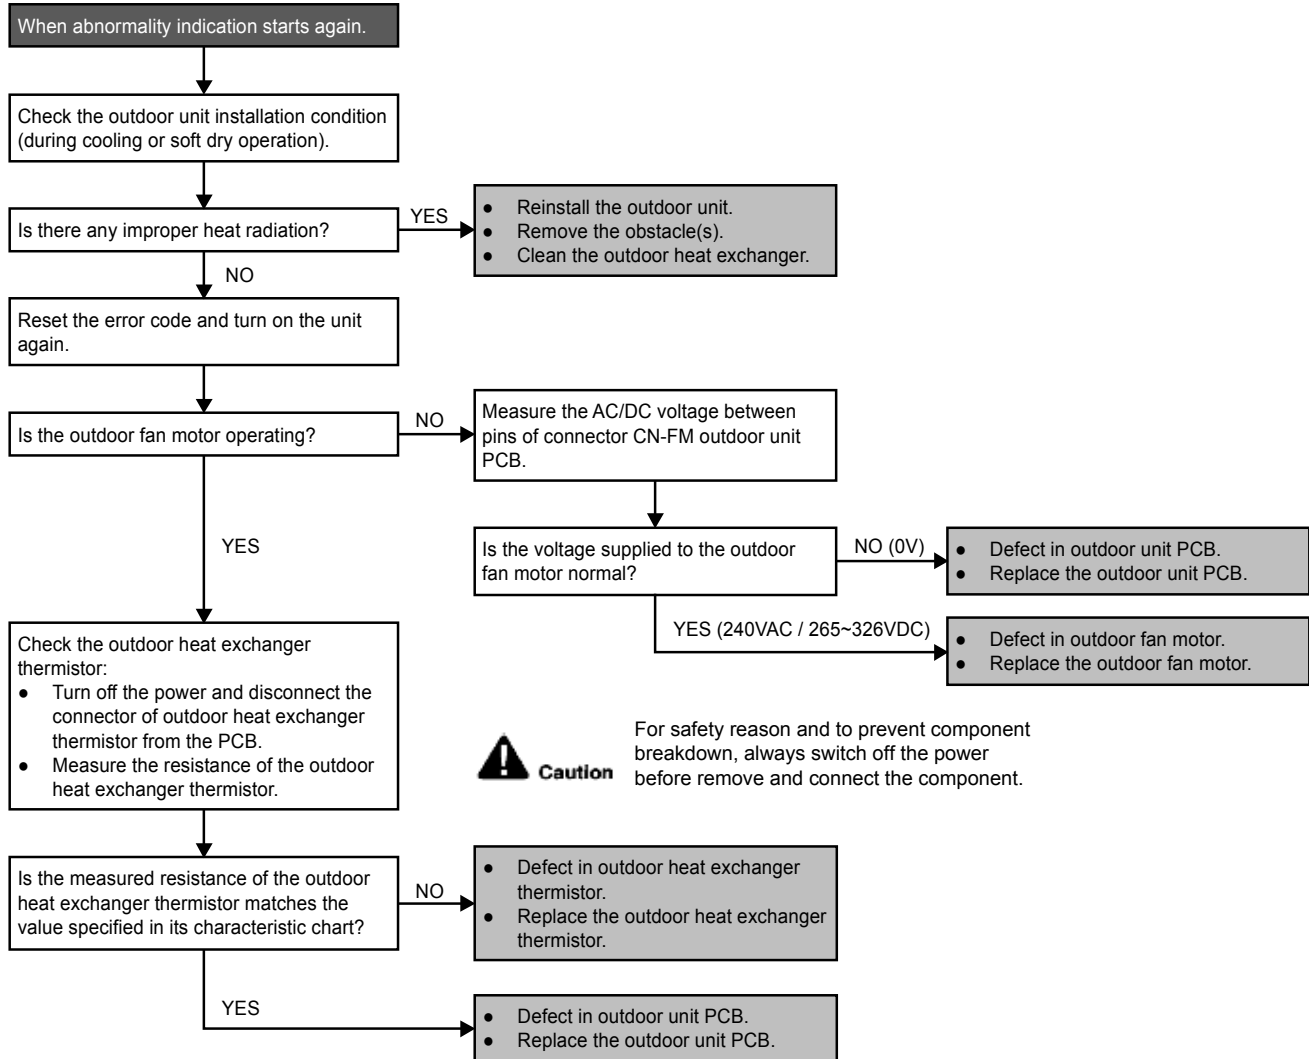 When abnormality indication starts again.
Check the outdoor unit installation condition
(during cooling or soft dry operation).
Is there any improper heat radiation?
YES
● Reinstall the outdoor unit.
● Remove the obstacle(s).
● Clean the outdoor heat exchanger.
NO
Reset the error code and turn on the unit
again.
Is the outdoor fan motor operating?
NO
Measure the AC/DC voltage between
pins of connector CN-FM outdoor unit
PCB.
Is the voltage supplied to the outdoor
fan motor normal?
NO (0V)
● Defect in outdoor unit PCB.
● Replace the outdoor unit PCB.
YES (240VAC / 265~326VDC)
● Defect in outdoor fan motor.
● Replace the outdoor fan motor.
YES
Check the outdoor heat exchanger
thermistor:
● Turn off the power and disconnect the
connector of outdoor heat exchanger
thermistor from the PCB.
● Measure the resistance of the outdoor
heat exchanger thermistor.
Caution
For safety reason and to prevent component
breakdown, always switch off the power
before remove and connect the component.
Is the measured resistance of the outdoor
heat exchanger thermistor matches the
value specified in its characteristic chart?
NO
● Defect in outdoor heat exchanger
thermistor.
● Replace the outdoor heat exchanger
thermistor.
YES
● Defect in outdoor unit PCB.
● Replace the outdoor unit PCB.